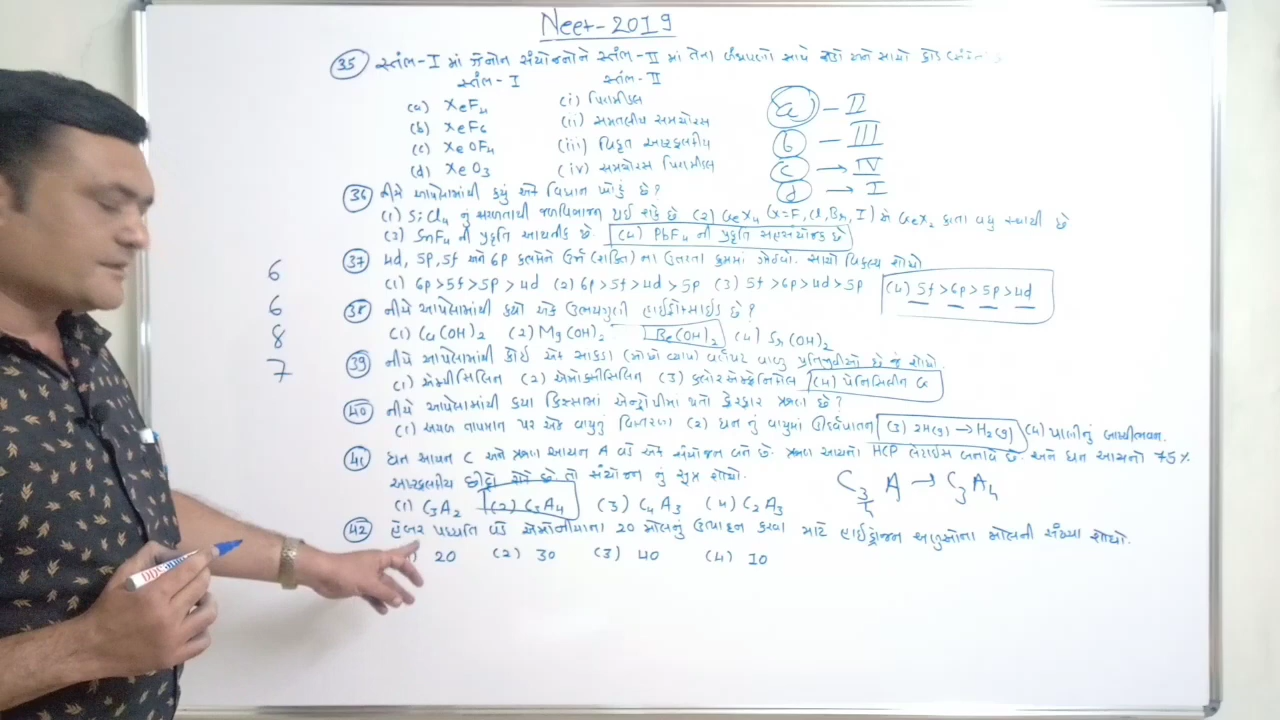 Neet-2019
(35) સ્તંભ-I માં ઝેનોન સંયોજનોને સ્તંભ-II માં તેના બંધારણો સાથે જોડો અને સાચો કોડ
સ્તંભ-I સ્તંભ-II
(a) XeF4 (i) પિરામીડલ
(b) XeF6 (ii) સમતલીય સમચોરસ
(c) XeOF4 (iii) વિકૃત અષ્ટફલકીય
(d) XeO3 (iv) સમચોરસ પિરામીડલ
a – II
b – III
c → IV
d → I
(36) નીચે આપેલામાંથી કયું એક વિધાન ખોટું છે?
(1) SiCl4 નું સરળતાથી જળવિભાજન થઈ શકે છે (2) GeX4 (X=F, Cl, Br, I) એ GeX2 કરતા વધુ સ્થાયી છે
(3) SnF4 ની પ્રકૃતિ આયનીક છે. (4) PbF4 ની પ્રકૃતિ સહસંયોજક છે
(37) 4d, 5p, 5f અને 6p કક્ષકોને ઉર્જા (શક્તિ) ના ઉતરતા ક્રમમાં ગોઠવો. સાચો વિકલ્પ શોધો
(1) 6p>5f>5p>4d (2) 6p>5f>4d>5p (3) 5f>6p>4d>5p (4) 5f>6p>5p>4d
(38) નીચે આપેલામાંથી કયો એક ઉભયગુણી હાઈડ્રોક્સાઈડ છે?
(1) Ca(OH)2 (2) Mg(OH)2 Be(OH)2 (4) Sr(OH)2
(39) નીચે આપેલામાંથી કોઈ એક સાંકડા (ઓછો વ્યાપ) વર્ણપટ વાળુ પ્રતિજીવીઓ છે જે શોધો.
(1) એમ્પીસિલિન (2) એમોક્સીસિલિન (3) ક્લોરએમ્ફેનિકોલ (4) પેનિસિલીન G
(40) નીચે આપેલામાંથી કયા કિસ્સામાં એન્ટ્રોપીમાં થતો ફેરફાર ઋણ છે?
(1) અચળ તાપમાન પર એક વાયુનું વિસ્તરણ (2) ઘન નું વાયુમાં ઉર્ધ્વપાતન (3) 2H(g) → H2(g) (4) પાણીનું બાષ્પીભવન.
(41) ધન આયન C અને ઋણ આયન A વડે એક સંયોજન બને છે. ઋણ આયનો HCP લેટાઇસ બનાવે છે. અને ધન આયનો 75%
અષ્ટફલકીય છીદ્રો રોકે છે. તો સંયોજન નું સૂત્ર શોધો.
(1) C3A2 (2) C3A4 (3) C4A3 (4) C2A3
C3/4 A → C3A4
(42) હેબર પધ્ધતિ વડે એમોનીયાના 20 મોલનું ઉત્પાદન કરવા માટે હાઈડ્રોજન અણુઓના મોલની સંખ્યા શોધો.
20 (2) 30 (3) 40 (4) 10
6
6
8
7